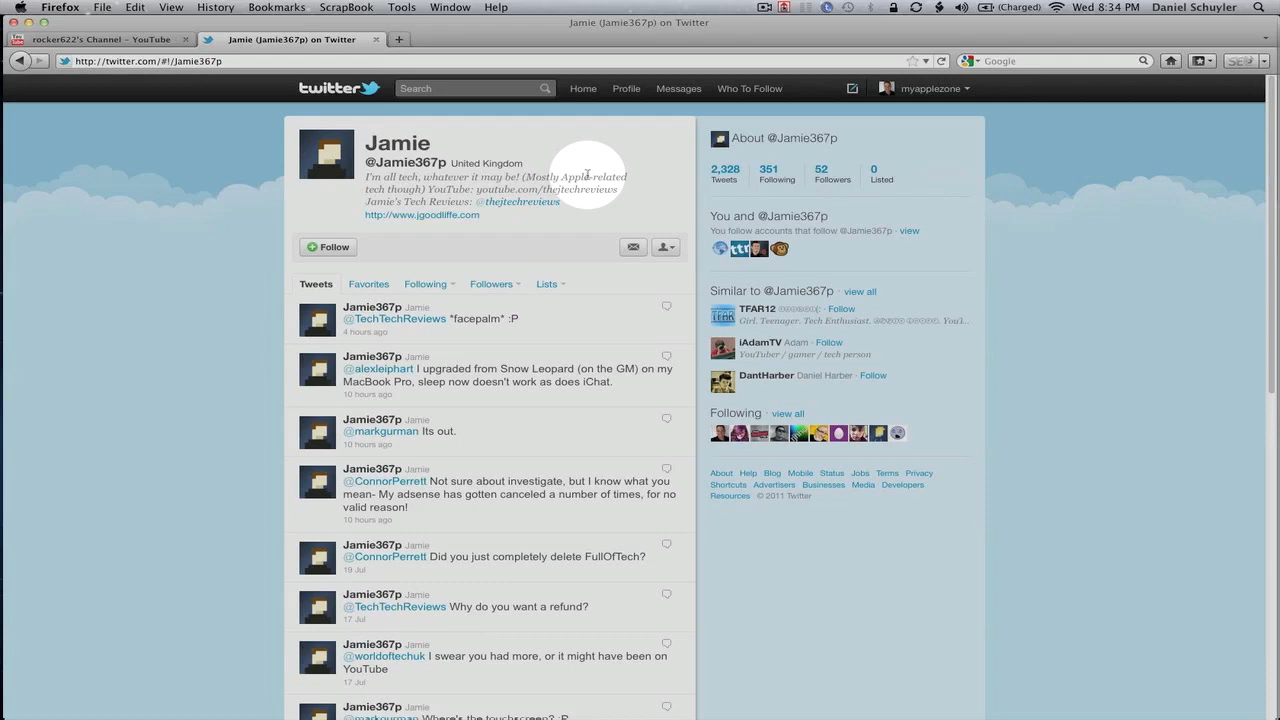 Firefox File Edit View History Bookmarks ScrapBook Tools Window Help (Charged) Wed 8:34 PM Daniel Schuyler
Jamie (Jamie367p) on Twitter
rocker622's Channel - YouTube
Jamie (Jamie367p) on Twitter
http://twitter.com/#!/Jamie367p
Google
twitter
Search
Home Profile Messages Who To Follow
myapplezone
Jamie
@Jamie367p United Kingdom
I'm all tech, whatever it may be! (Mostly Apple-related
tech though) YouTube: youtube.com/thejtechreviews
Jamie's Tech Reviews: @thejtechreviews
http://www.jgoodliffe.com
Follow
Tweets Favorites Following Followers Lists
Jamie367p Jamie
@TechTechReviews *facepalm* :P
4 hours ago
Jamie367p Jamie
@alexleiphart I upgraded from Snow Leopard (on the GM) on my
MacBook Pro, sleep now doesn't work as does iChat.
10 hours ago
Jamie367p Jamie
@markgurman Its out.
10 hours ago
Jamie367p Jamie
@ConnorPerrett Not sure about investigate, but I know what you
mean- My adsense has gotten canceled a number of times, for no
valid reason!
10 hours ago
Jamie367p Jamie
@ConnorPerrett Did you just completely delete FullOfTech?
19 Jul
Jamie367p Jamie
@TechTechReviews Why do you want a refund?
17 Jul
Jamie367p Jamie
@worldoftechuk I swear you had more, or it might have been on
YouTube
17 Jul
Jamie367p Jamie
@markgurman Where's the touchscreen? :P
About @Jamie367p
2,328 351 52 0
Tweets Following Followers Listed
You and @Jamie367p
You follow accounts that follow @Jamie367p · view
Similar to @Jamie367p · view all
TFAR12 · Follow
Girl. Teenager. Tech Enthusiast.
iAdamTV Adam · Follow
YouTuber / gamer / tech person
DantHarber Daniel Harber · Follow
Following · view all
About Help Blog Mobile Status Jobs Terms Privacy
Shortcuts Advertisers Businesses Media Developers
Resources © 2011 Twitter